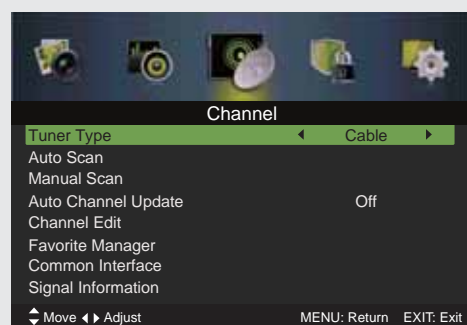 Channel
Tuner Type Cable
Auto Scan
Manual Scan
Auto Channel Update Off
Channel Edit
Favorite Manager
Common Interface
Signal Information
Move Adjust MENU: Return EXIT: Exit